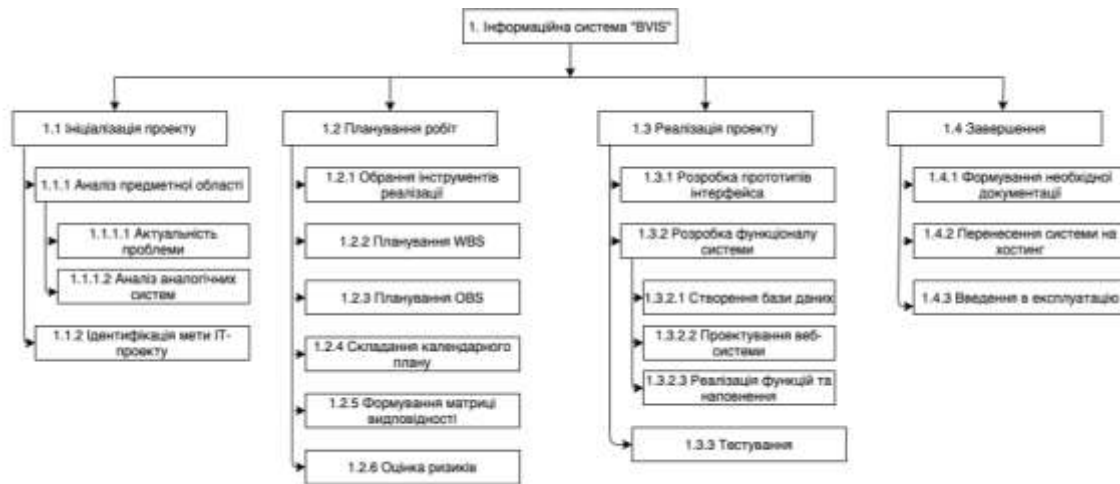 1. Інформаційна система "BVIS"
1.1 Ініціалізація проекту
1.1.1 Аналіз предметної області
1.1.1.1 Актуальність
проблеми
1.1.1.2 Аналіз аналогічних
систем
1.1.2 Ідентифікація мети IT-
проекту
1.2 Планування робіт
1.2.1 Обрання інструментів
реалізації
1.2.2 Планування WBS
1.2.3 Планування OBS
1.2.4 Складання календарного
плану
1.2.5 Формування матриці
видповідності
1.2.6 Оцінка ризиків
1.3 Реалізація проекту
1.3.1 Розробка прототипів
інтерфейса
1.3.2 Розробка функціоналу
системи
1.3.2.1 Створення бази даних
1.3.2.2 Проектування веб-
системи
1.3.2.3 Реалізація функцій та
наповнення
1.3.3 Тестування
1.4 Завершення
1.4.1 Формування необхідної
документації
1.4.2 Перенесення системи на
хостинг
1.4.3 Введення в експлуатацію